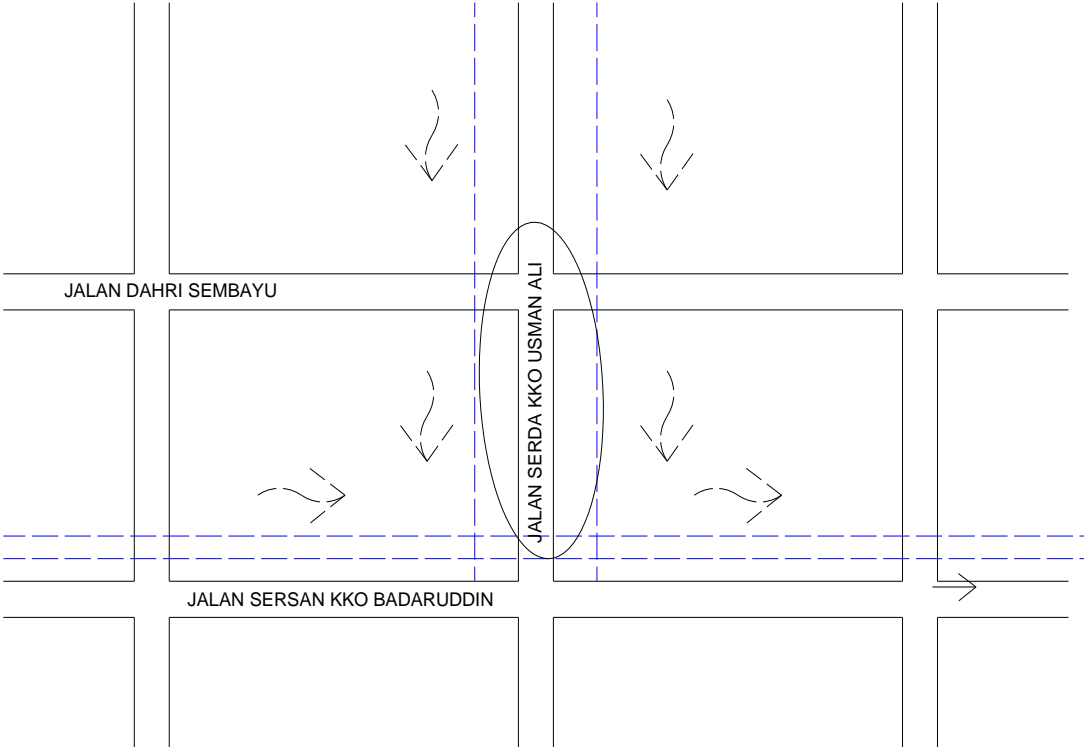 JALAN DAHRI SEMBAYU
JALAN SERDA KKO USMAN ALI
JALAN SERSAN KKO BADARUDDIN